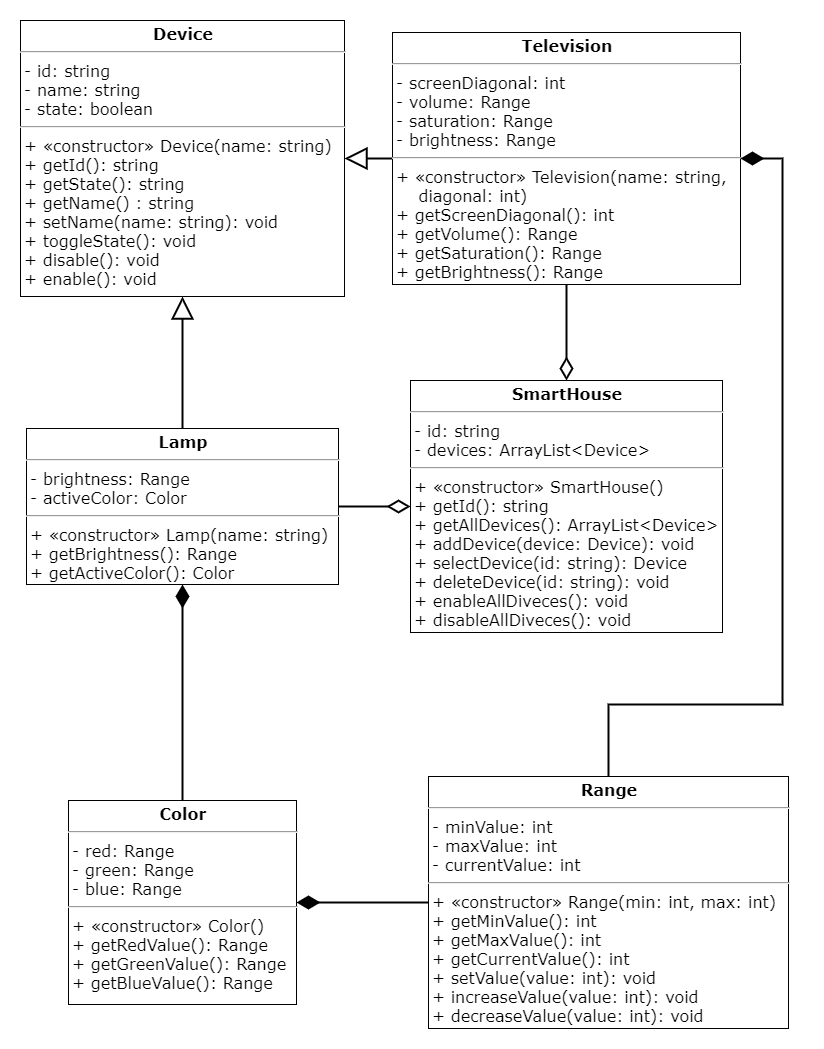 Device
- id: string
- name: string
- state: boolean
+ «constructor» Device(name: string)
+ getId(): string
+ getState(): string
+ getName() : string
+ setName(name: string): void
+ toggleState(): void
+ disable(): void
+ enable(): void
Television
- screenDiagonal: int
- volume: Range
- saturation: Range
- brightness: Range
+ «constructor» Television(name: string,
diagonal: int)
+ getScreenDiagonal(): int
+ getVolume(): Range
+ getSaturation(): Range
+ getBrightness(): Range
Lamp
- brightness: Range
- activeColor: Color
+ «constructor» Lamp(name: string)
+ getBrightness(): Range
+ getActiveColor(): Color
SmartHouse
- id: string
- devices: ArrayList<Device>
+ «constructor» SmartHouse()
+ getId(): string
+ getAllDevices(): ArrayList<Device>
+ addDevice(device: Device): void
+ selectDevice(id: string): Device
+ deleteDevice(id: string): void
+ enableAllDiveces(): void
+ disableAllDiveces(): void
Color
- red: Range
- green: Range
- blue: Range
+ «constructor» Color()
+ getRedValue(): Range
+ getGreenValue(): Range
+ getBlueValue(): Range
Range
- minValue: int
- maxValue: int
- currentValue: int
+ «constructor» Range(min: int, max: int)
+ getMinValue(): int
+ getMaxValue(): int
+ getCurrentValue(): int
+ setValue(value: int): void
+ increaseValue(value: int): void
+ decreaseValue(value: int): void